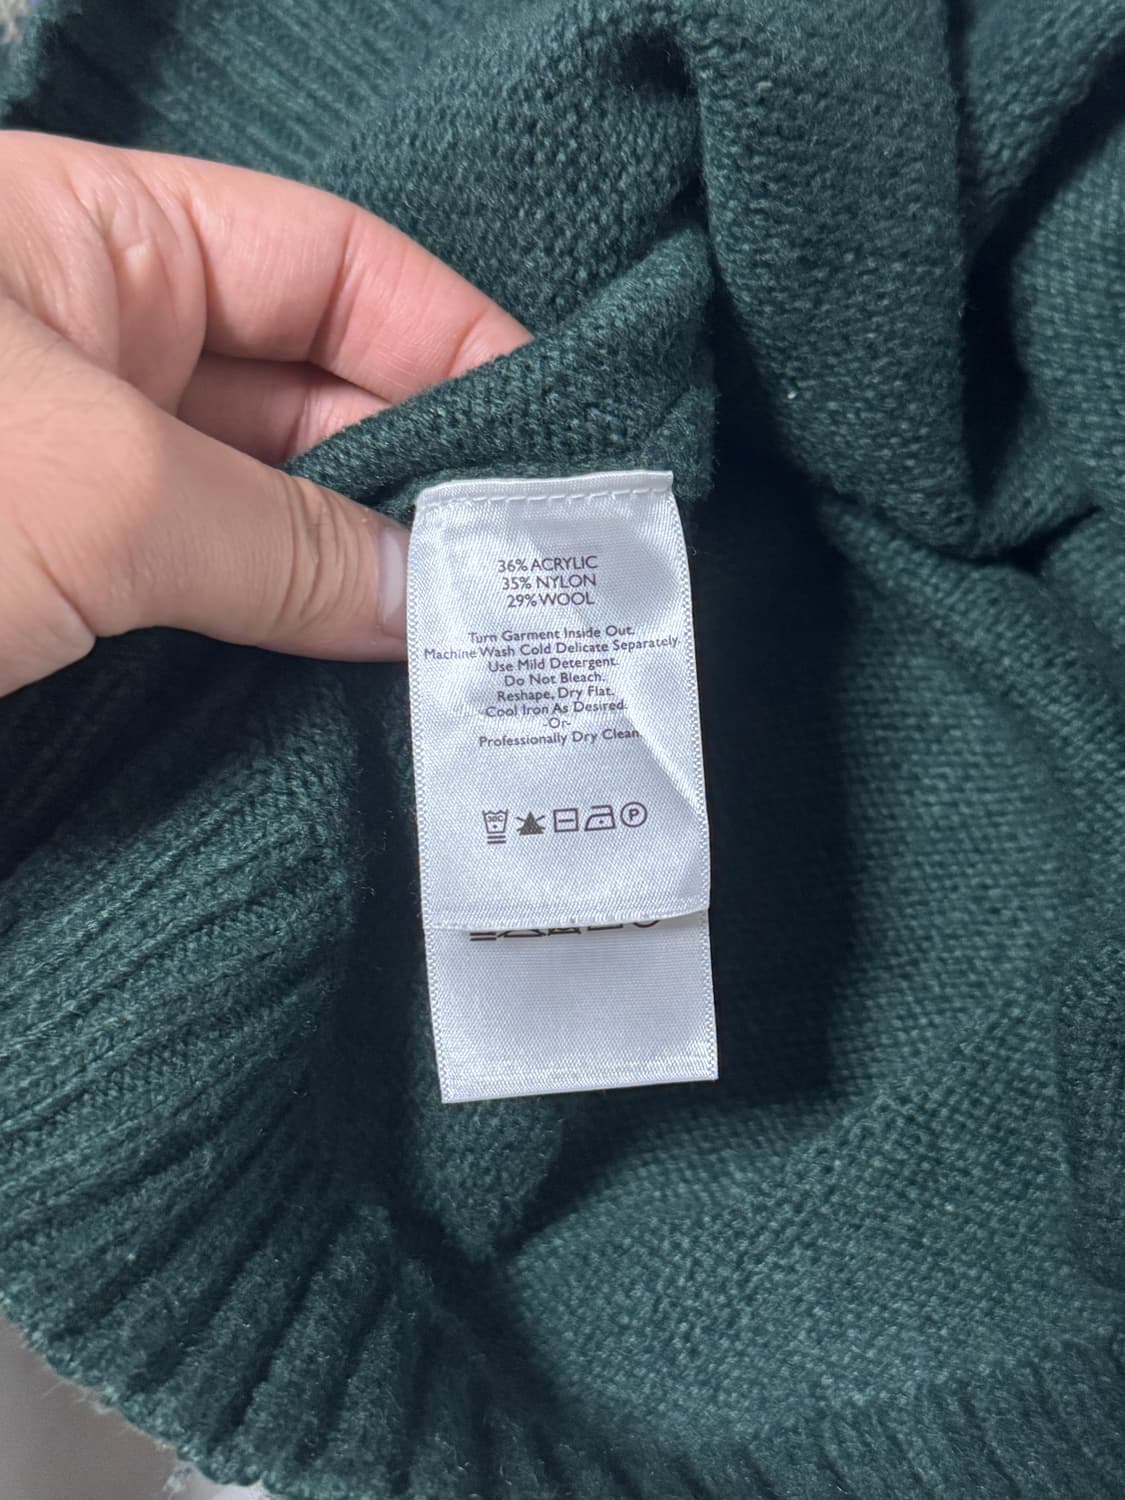 36% ACRYLIC
35% NYLON
29% WOOL
Turn Garment Inside Out.
Machine Wash Cold Delicate Separately.
Use Mild Detergent.
Do Not Bleach.
Reshape, Dry Flat.
Cool Iron As Desired.
-Or-
Professionally Dry Clean.
30C
P